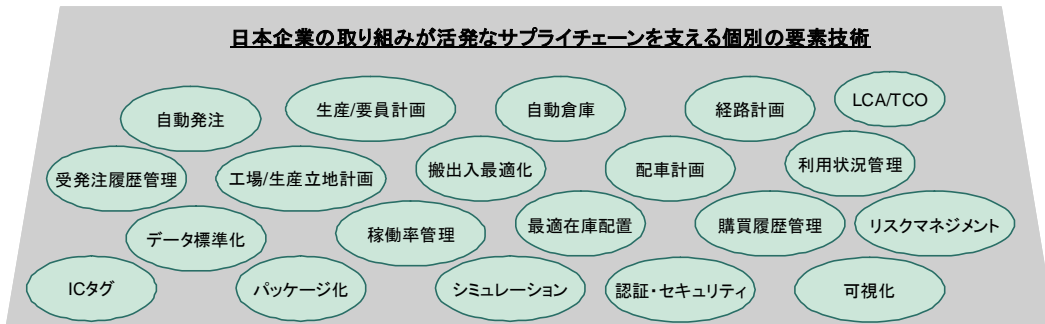 日本企業の取り組みが活発なサプライチェーンを支える個別の要素技術
自動発注
生産/要員計画
自動倉庫
経路計画
LCA/TCO
受発注履歴管理
工場/生産立地計画
搬出入最適化
配車計画
利用状況管理
データ標準化
稼働率管理
最適在庫配置
購買履歴管理
リスクマネジメント
ICタグ
パッケージ化
シミュレーション
認証・セキュリティ
可視化